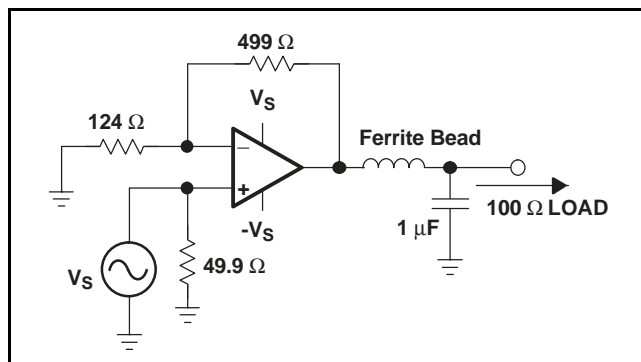 499 Ω
V_S
124 Ω
Ferrite Bead
−
+
-V_S
1 μF
100 Ω LOAD
V_S
49.9 Ω